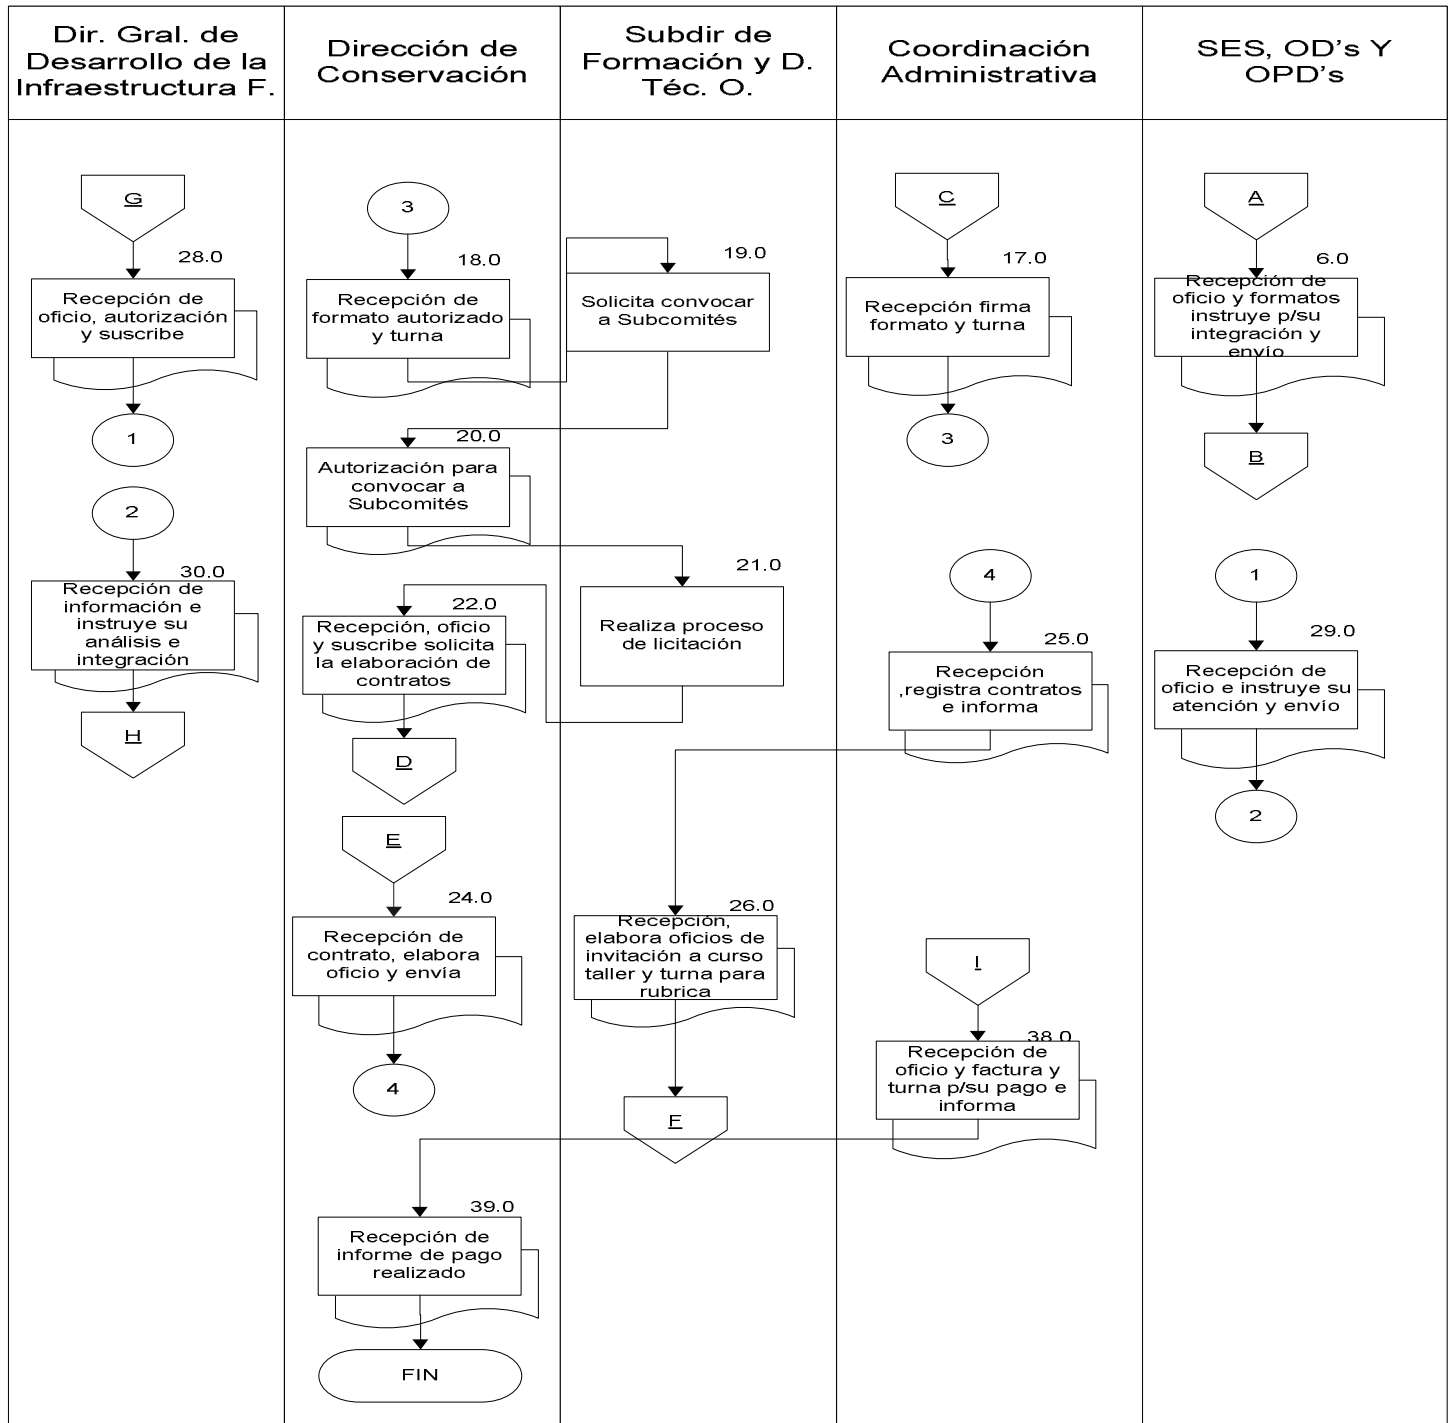 Dir. Gral. de
Desarrollo de la
Infraestructura F.
Dirección de
Conservación
Subdir de
Formación y D.
Téc. O.
Coordinación
Administrativa
SES, OD's Y
OPD's
G
28.0
Recepción de
oficio, autorización
y suscribe
1
2
30.0
Recepción de
información e
instruye su
análisis e
integración
H
3
18.0
Recepción de
formato autorizado
y turna
20.0
Autorización para
convocar a
Subcomités
22.0
Recepción, oficio
y suscribe solicita
la elaboración de
contratos
D
E
24.0
Recepción de
contrato, elabora
oficio y envía
4
39.0
Recepción de
informe de pago
realizado
FIN
19.0
Solicita convocar
a Subcomités
21.0
Realiza proceso
de licitación
26.0
Recepción,
elabora oficios de
invitación a curso
taller y turna para
rubrica
F
C
17.0
Recepción firma
formato y turna
3
4
25.0
Recepción
,registra contratos
e informa
I
38.0
Recepción de
oficio y factura y
turna p/su pago e
informa
A
6.0
Recepción de
oficio y formatos
instruye p/su
integración y
envío
B
1
29.0
Recepción de
oficio e instruye su
atención y envío
2